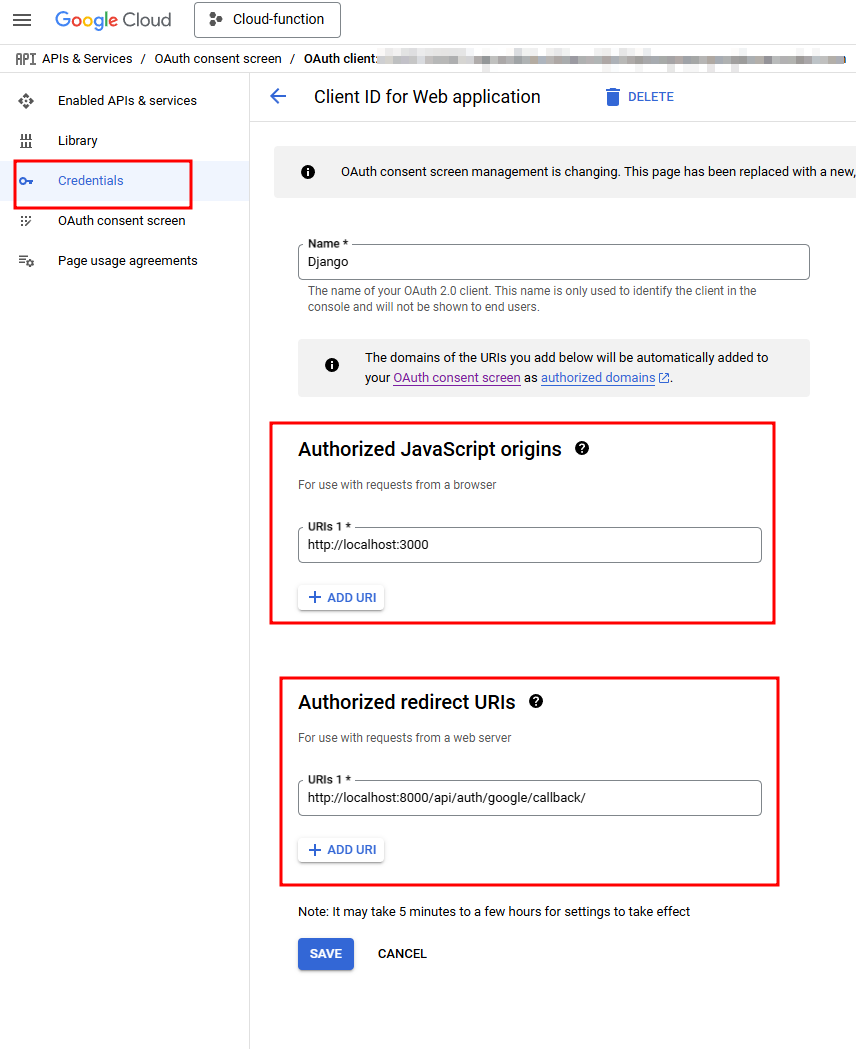 Google Cloud
Cloud-function
API APIs & Services / OAuth consent screen / OAuth client:
Enabled APIs & services
Library
Credentials
OAuth consent screen
Page usage agreements
Client ID for Web application
DELETE
OAuth consent screen management is changing. This page has been replaced with a new,
Name *
Django
The name of your OAuth 2.0 client. This name is only used to identify the client in the
console and will not be shown to end users.
The domains of the URIs you add below will be automatically added to
your OAuth consent screen as authorized domains.
Authorized JavaScript origins
For use with requests from a browser
URIs 1 *
http://localhost:3000
+ ADD URI
Authorized redirect URIs
For use with requests from a web server
URIs 1 *
http://localhost:8000/api/auth/google/callback/
+ ADD URI
Note: It may take 5 minutes to a few hours for settings to take effect
SAVE
CANCEL